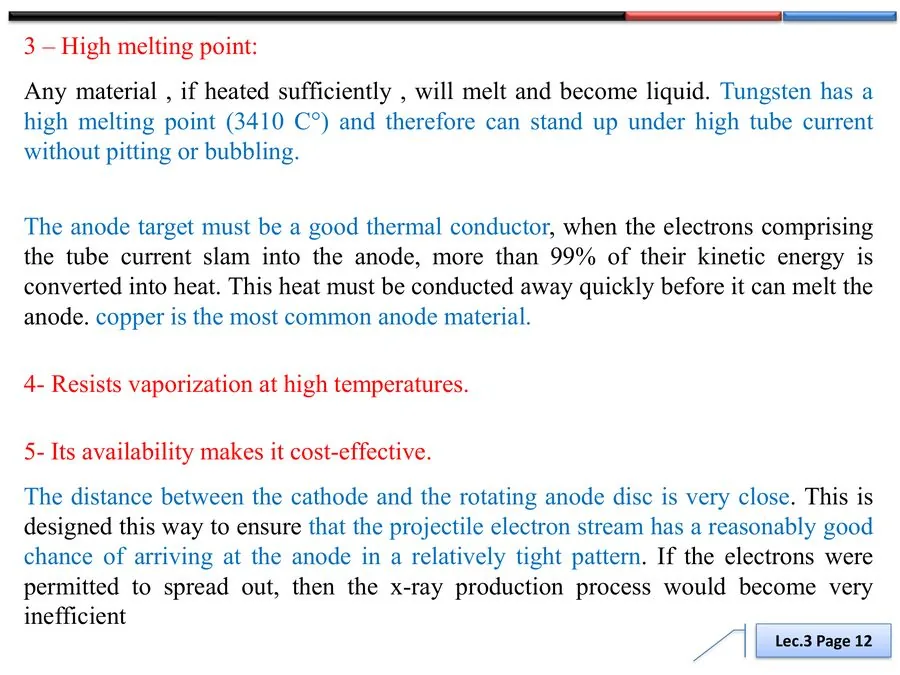 3 – High melting point:
Any material , if heated sufficiently , will melt and become liquid. Tungsten has a
high melting point (3410 C°) and therefore can stand up under high tube current
without pitting or bubbling.
The anode target must be a good thermal conductor, when the electrons comprising
the tube current slam into the anode, more than 99% of their kinetic energy is
converted into heat. This heat must be conducted away quickly before it can melt the
anode. copper is the most common anode material.
4- Resists vaporization at high temperatures.
5- Its availability makes it cost-effective.
The distance between the cathode and the rotating anode disc is very close. This is
designed this way to ensure that the projectile electron stream has a reasonably good
chance of arriving at the anode in a relatively tight pattern. If the electrons were
permitted to spread out, then the x-ray production process would become very
inefficient
Lec.3 Page 12